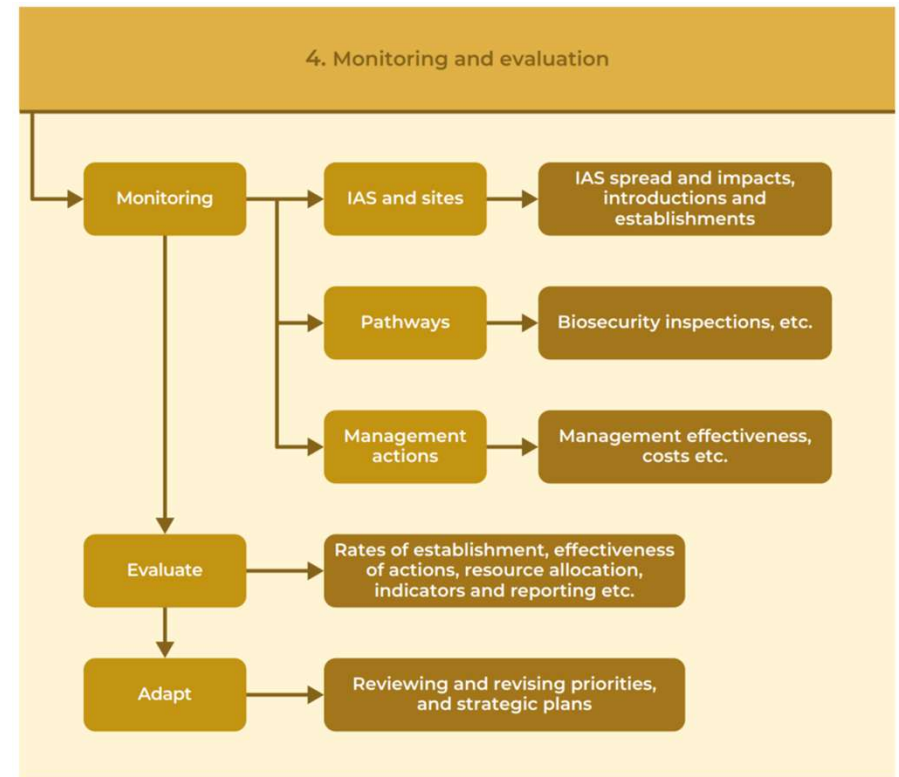 4. Monitoring and evaluation
Monitoring
IAS and sites
IAS spread and impacts,
introductions and
establishments
Pathways
Biosecurity inspections, etc.
Management
actions
Management effectiveness,
costs etc.
Evaluate
Rates of establishment, effectiveness
of actions, resource allocation,
indicators and reporting etc.
Adapt
Reviewing and revising priorities,
and strategic plans